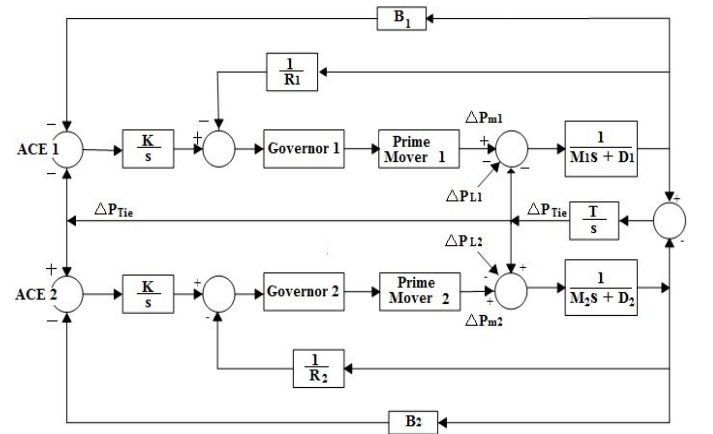 B1
1
R1
− − △Pm1
ACE 1 K + Governor 1 Prime + 1
s Mover 1 − − M1s + D1
−
△PL1 +
△PTie △PTie T
s
△PL2 -
+ - + 
ACE 2 K + Governor 2 Prime 1
s Mover 2 + M2s + D2
− - △Pm2
1
R2
B2